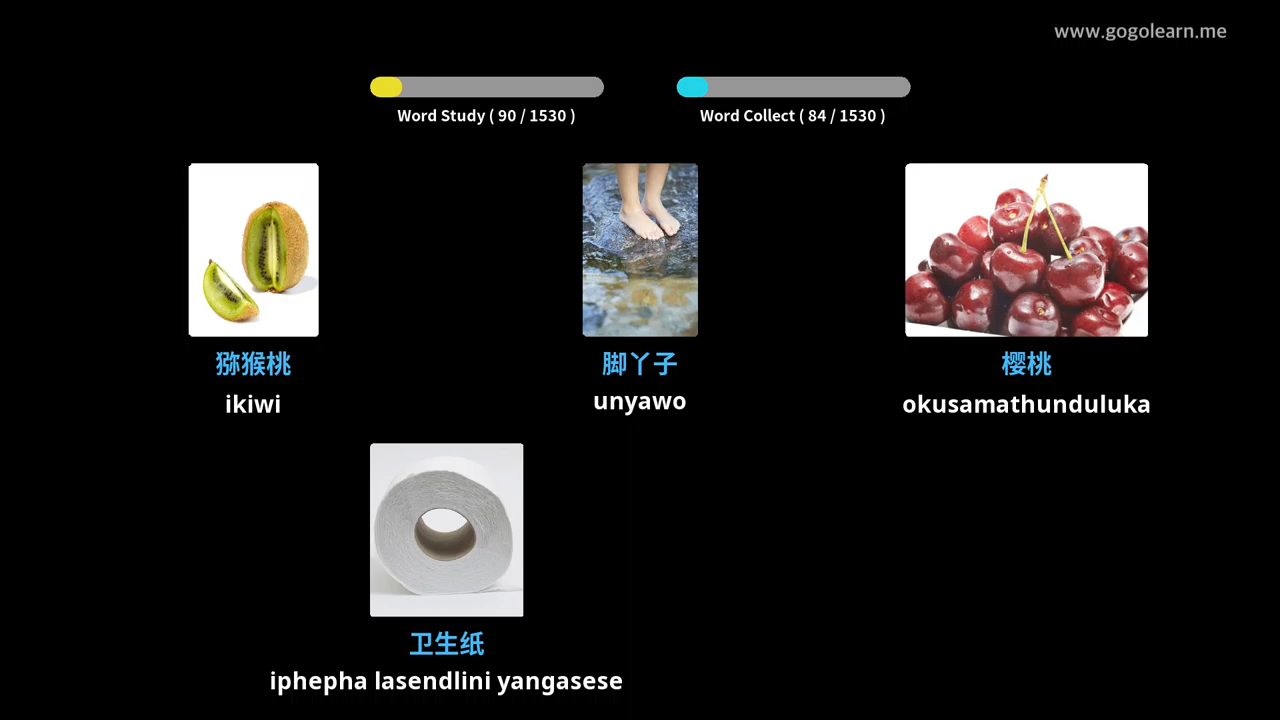 www.gogolearn.me
Word Study ( 90 / 1530 )
Word Collect ( 84 / 1530 )
猕猴桃
ikiwi
脚丫子
unyawo
樱桃
okusamathunduluka
卫生纸
iphepha lasendlini yangasese